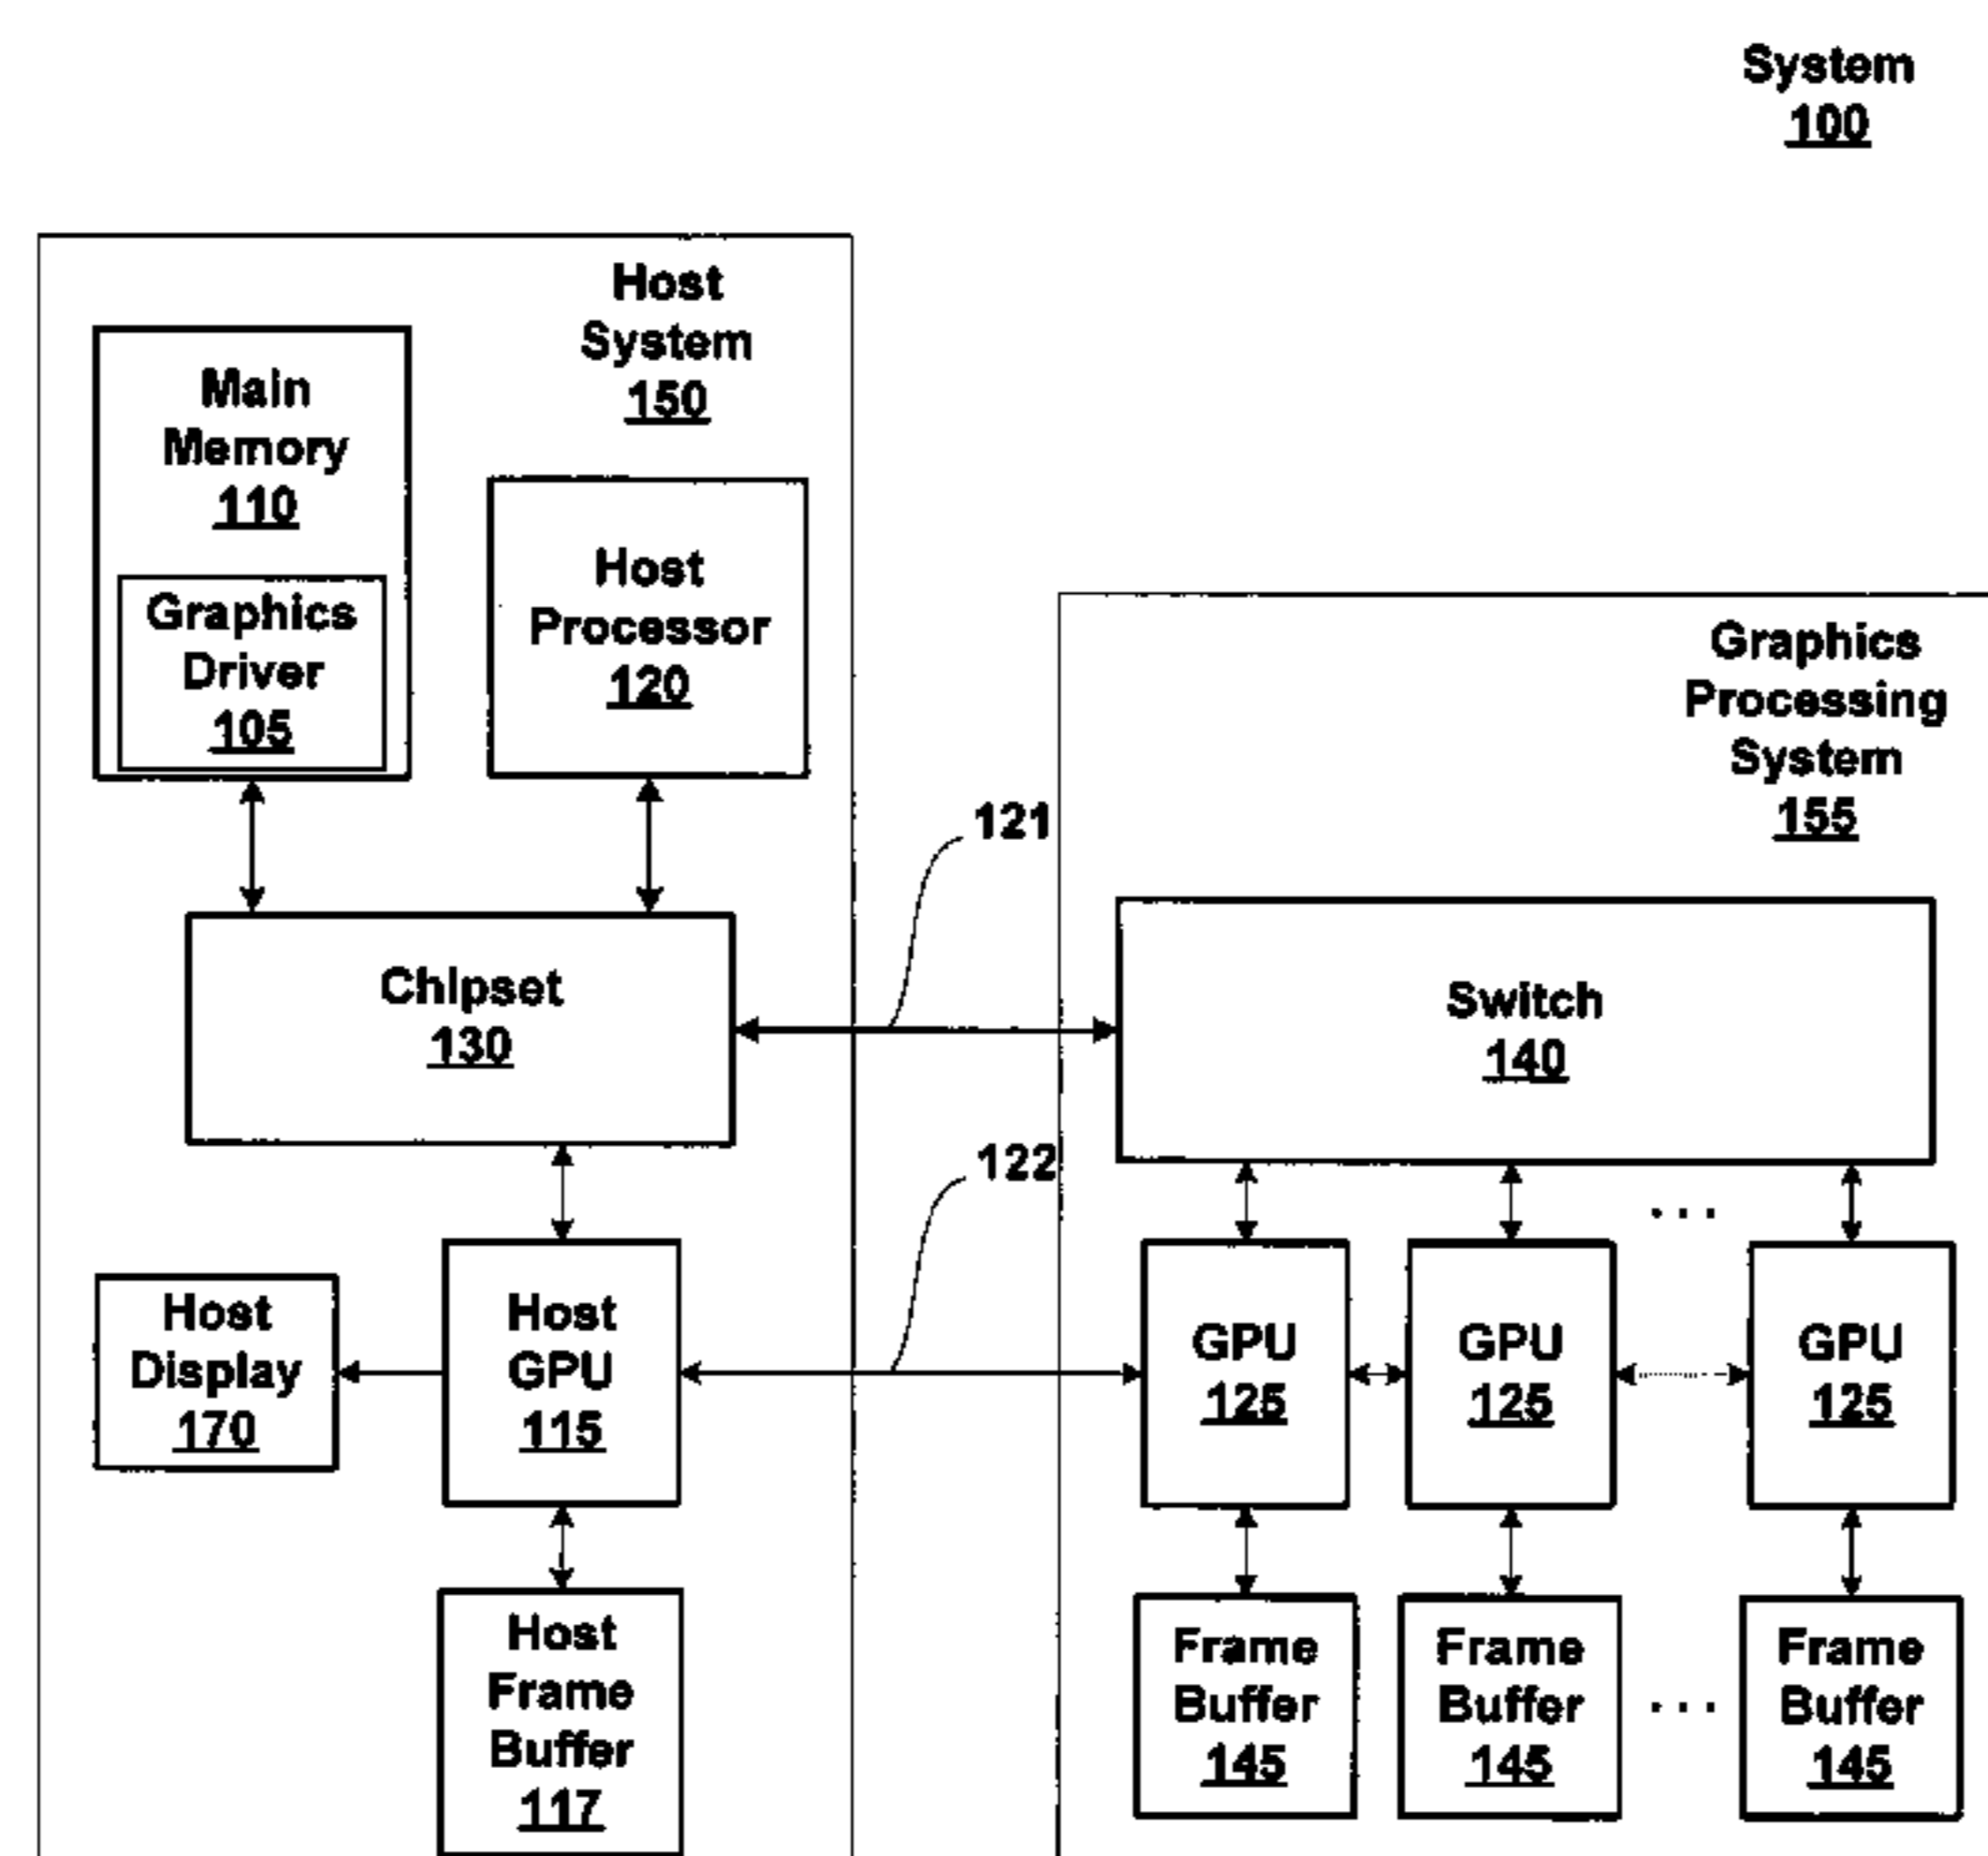 System
100
Host
System
150
Main
Memory
110
Graphics
Driver
105
Host
Processor
120
Graphics
Processing
System
155
121
Chipset
130
Switch
140
122
. . .
Host
Display
170
Host
GPU
115
GPU
125
GPU
125
GPU
125
Host
Frame
Buffer
117
Frame
Buffer
145
Frame
Buffer
145
. . .
Frame
Buffer
145